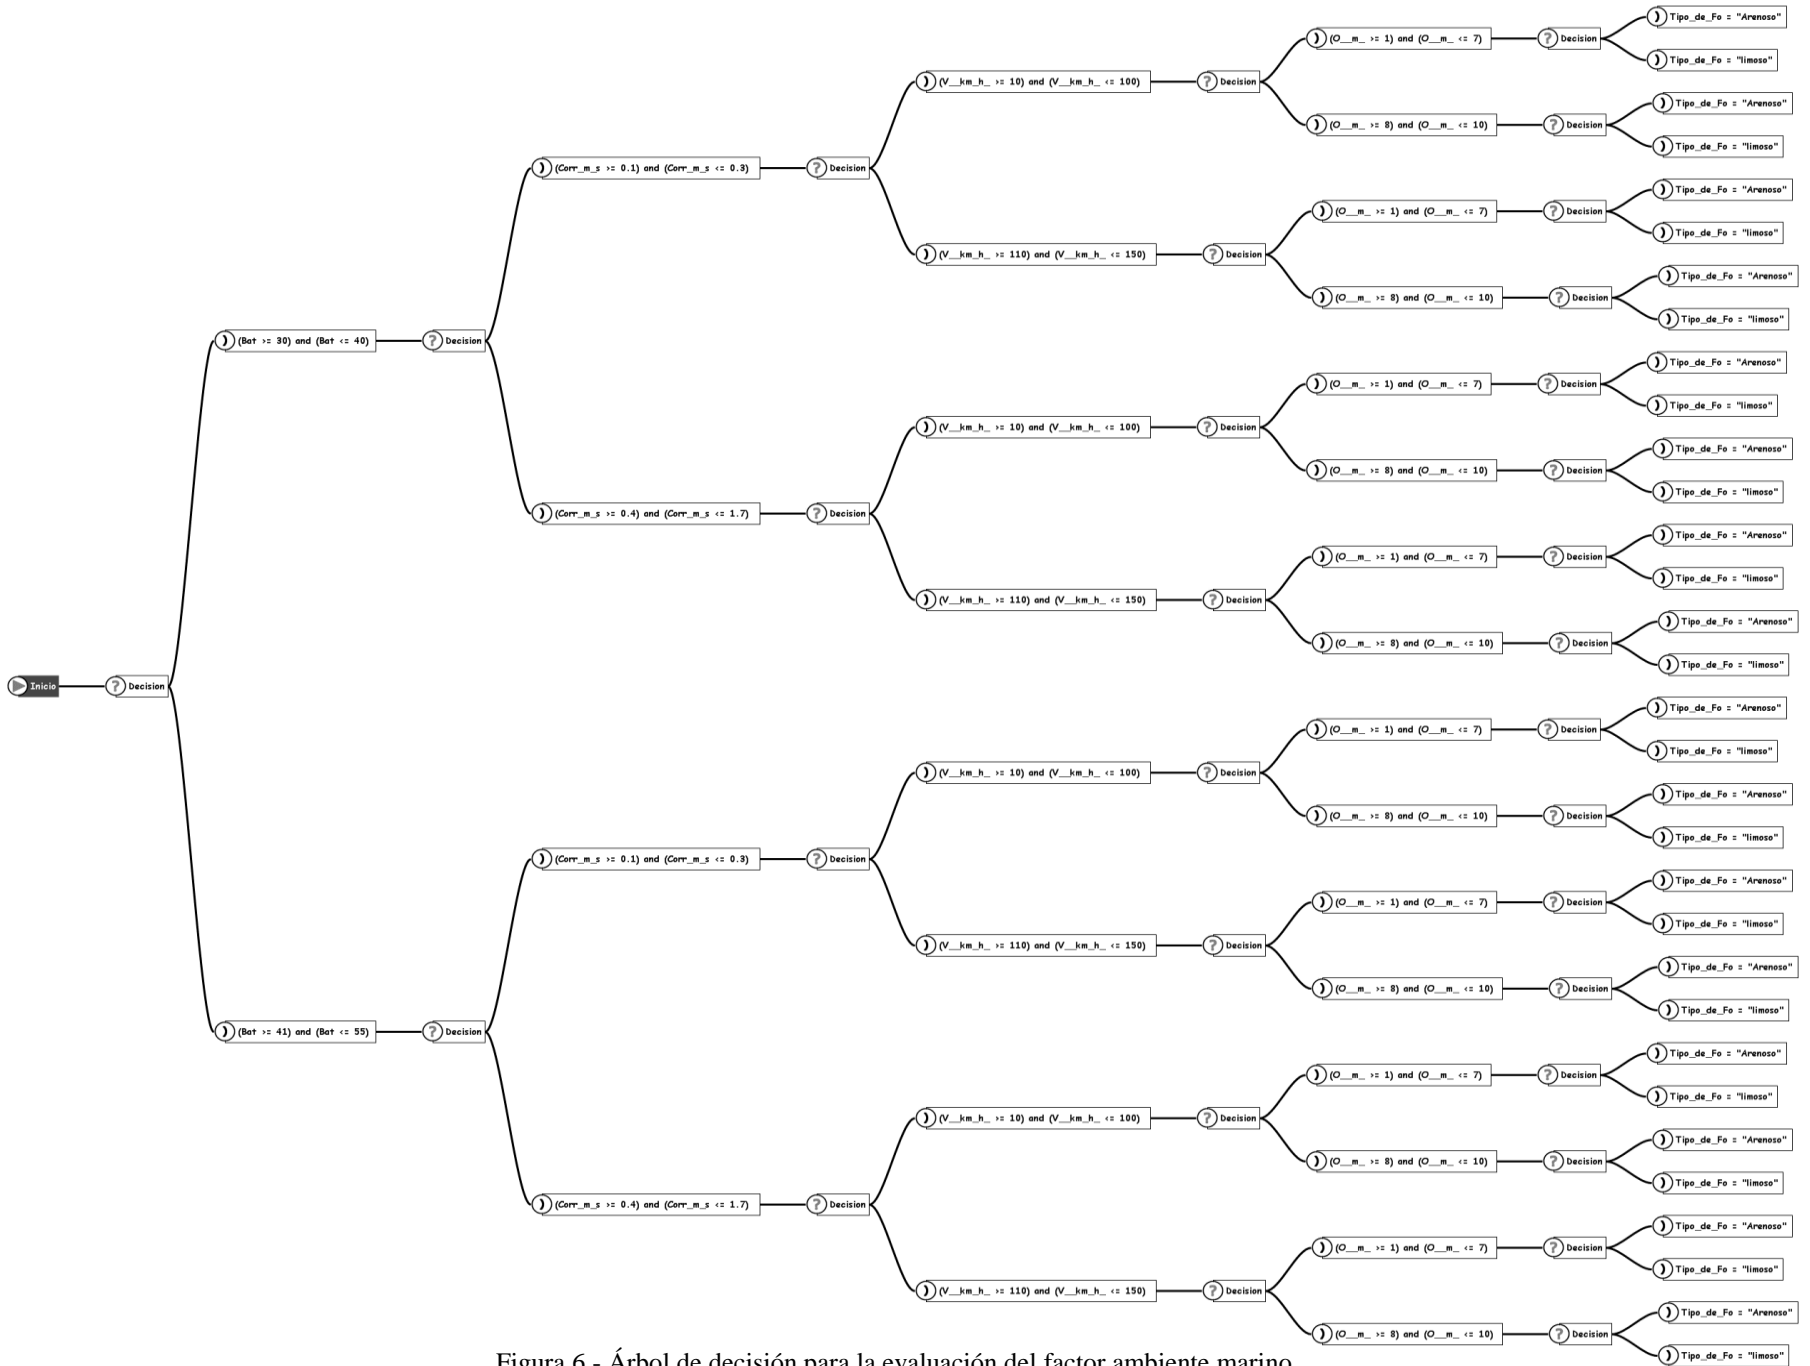 Tipo_de_Fo = "Arenoso"
(O__m_ >= 1) and (O__m_ <= 7) ? Decision
Tipo_de_Fo = "limoso"
(V__km_h_ >= 10) and (V__km_h_ <= 100) ? Decision
Tipo_de_Fo = "Arenoso"
(O__m_ >= 8) and (O__m_ <= 10) ? Decision
Tipo_de_Fo = "limoso"
(Corr_m_s >= 0.1) and (Corr_m_s <= 0.3) ? Decision
Tipo_de_Fo = "Arenoso"
(O__m_ >= 1) and (O__m_ <= 7) ? Decision
Tipo_de_Fo = "limoso"
(V__km_h_ >= 110) and (V__km_h_ <= 150) ? Decision
Tipo_de_Fo = "Arenoso"
(O__m_ >= 8) and (O__m_ <= 10) ? Decision
Tipo_de_Fo = "limoso"
(Bat >= 30) and (Bat <= 40) ? Decision
Tipo_de_Fo = "Arenoso"
(O__m_ >= 1) and (O__m_ <= 7) ? Decision
Tipo_de_Fo = "limoso"
(V__km_h_ >= 10) and (V__km_h_ <= 100) ? Decision
Tipo_de_Fo = "Arenoso"
(O__m_ >= 8) and (O__m_ <= 10) ? Decision
Tipo_de_Fo = "limoso"
(Corr_m_s >= 0.4) and (Corr_m_s <= 1.7) ? Decision
Tipo_de_Fo = "Arenoso"
(O__m_ >= 1) and (O__m_ <= 7) ? Decision
Tipo_de_Fo = "limoso"
(V__km_h_ >= 110) and (V__km_h_ <= 150) ? Decision
Tipo_de_Fo = "Arenoso"
(O__m_ >= 8) and (O__m_ <= 10) ? Decision
Tipo_de_Fo = "limoso"
Inicio ? Decision
Tipo_de_Fo = "Arenoso"
(O__m_ >= 1) and (O__m_ <= 7) ? Decision
Tipo_de_Fo = "limoso"
(V__km_h_ >= 10) and (V__km_h_ <= 100) ? Decision
Tipo_de_Fo = "Arenoso"
(O__m_ >= 8) and (O__m_ <= 10) ? Decision
Tipo_de_Fo = "limoso"
(Corr_m_s >= 0.1) and (Corr_m_s <= 0.3) ? Decision
Tipo_de_Fo = "Arenoso"
(O__m_ >= 1) and (O__m_ <= 7) ? Decision
Tipo_de_Fo = "limoso"
(V__km_h_ >= 110) and (V__km_h_ <= 150) ? Decision
Tipo_de_Fo = "Arenoso"
(O__m_ >= 8) and (O__m_ <= 10) ? Decision
Tipo_de_Fo = "limoso"
(Bat >= 41) and (Bat <= 55) ? Decision
Tipo_de_Fo = "Arenoso"
(O__m_ >= 1) and (O__m_ <= 7) ? Decision
Tipo_de_Fo = "limoso"
(V__km_h_ >= 10) and (V__km_h_ <= 100) ? Decision
Tipo_de_Fo = "Arenoso"
(O__m_ >= 8) and (O__m_ <= 10) ? Decision
Tipo_de_Fo = "limoso"
(Corr_m_s >= 0.4) and (Corr_m_s <= 1.7) ? Decision
Tipo_de_Fo = "Arenoso"
(O__m_ >= 1) and (O__m_ <= 7) ? Decision
Tipo_de_Fo = "limoso"
(V__km_h_ >= 110) and (V__km_h_ <= 150) ? Decision
Tipo_de_Fo = "Arenoso"
(O__m_ >= 8) and (O__m_ <= 10) ? Decision
Tipo_de_Fo = "limoso"
Figura 6 - Árbol de decisión para la evaluación del factor ambiente marino